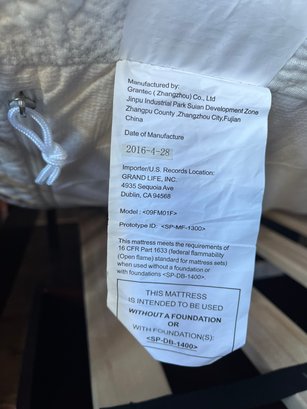 Manufactured by:
Grantec ( Zhangzhou) Co., Ltd
Jinpu Industrial Park Suian Development Zone
Zhangpu County ,Zhangzhou City,Fujian
China
Date of Manufacture
2016-4-28
Importer/U.S. Records Location:
GRAND LIFE, INC.
4935 Sequoia Ave
Dublin, CA 94568
Model : <09FM01F>
Prototype ID: <SP-MF-1300>
This mattress meets the requirements of
16 CFR Part 1633 (federal flammability
(Open flame) standard for mattress sets)
when used without a foundation or
with foundations <SP-DB-1400>.
THIS MATTRESS
IS INTENDED TO BE USED
WITHOUT A FOUNDATION
OR
WITH FOUNDATION(S):
<SP-DB-1400>